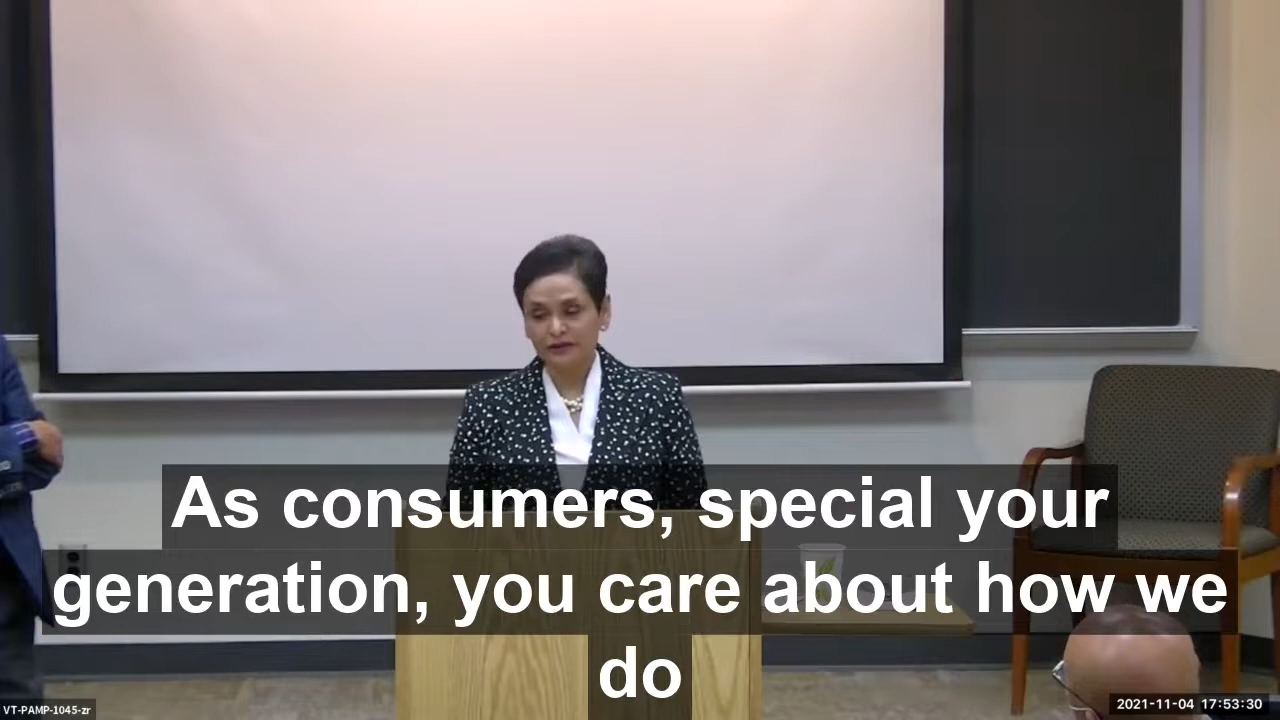 As consumers, special your
generation, you care about how we
do
VT-PAMP-1045-zr
2021-11-04 17:53:30